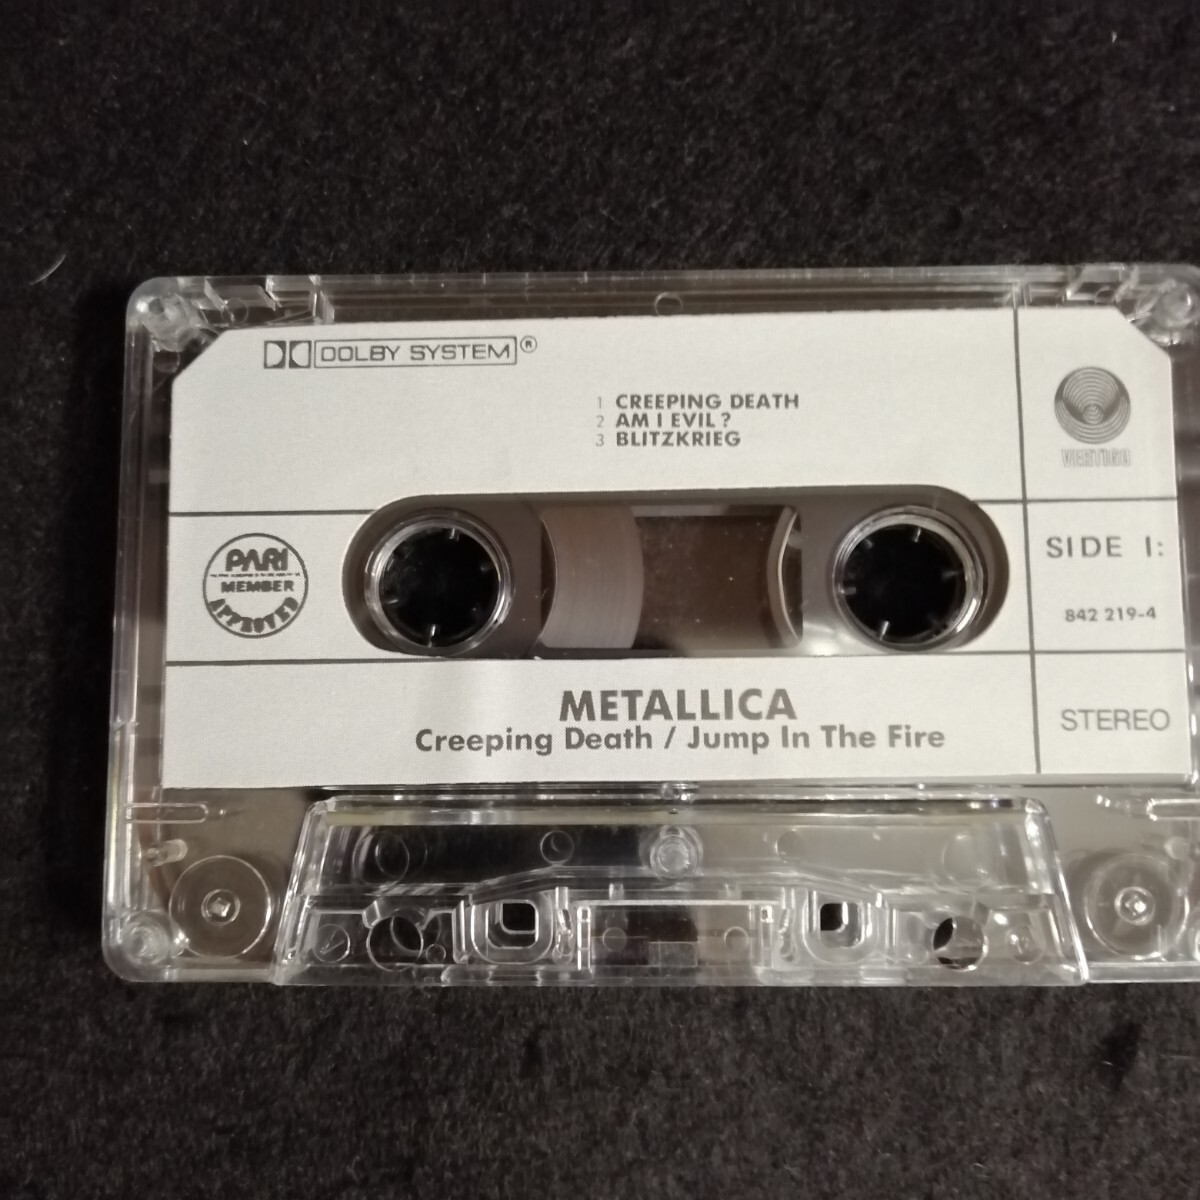 DOLBY SYSTEM®
1 CREEPING DEATH
2 AM I EVIL?
3 BLITZKRIEG
VERTIGO
PARI
MEMBER
APPROVED
SIDE I:
842 219-4
METALLICA
Creeping Death / Jump In The Fire
STEREO